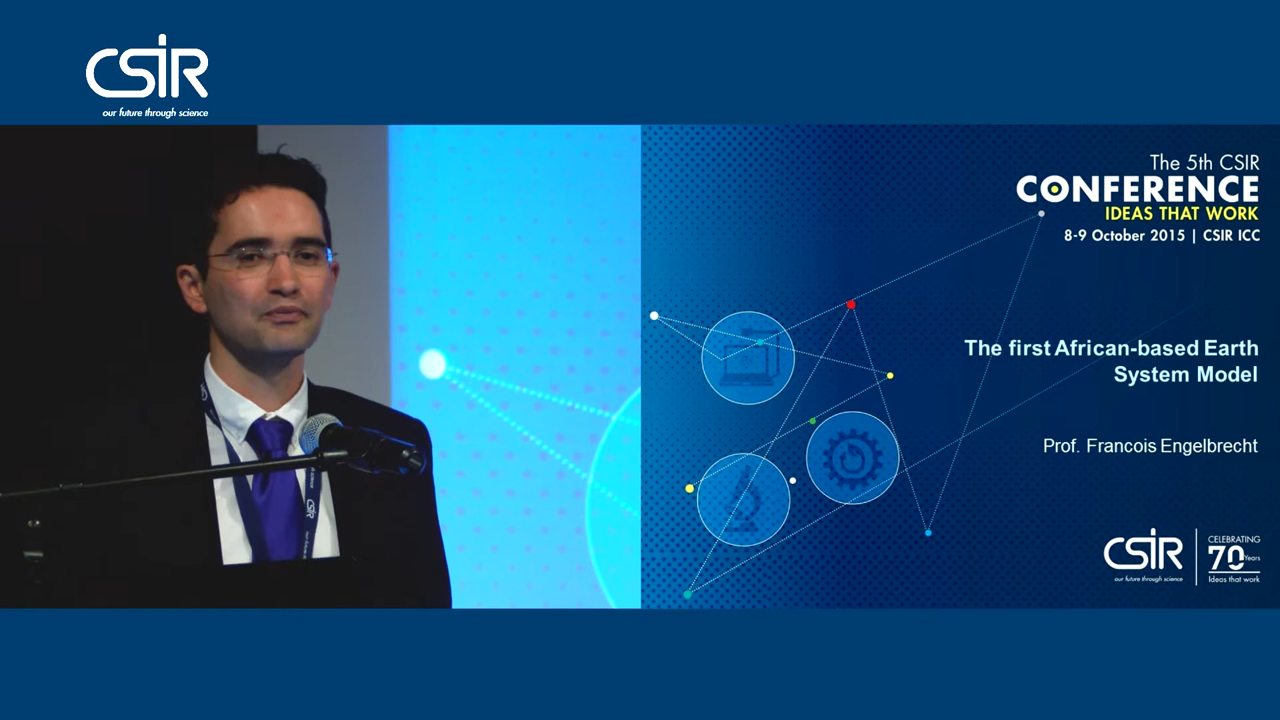 CSIR
our future through science
The 5th CSIR
CONFERENCE
IDEAS THAT WORK
8-9 October 2015 | CSIR ICC
The first African-based Earth
System Model
Prof. Francois Engelbrecht
CSIR
our future through science
CELEBRATING
70 Years
Ideas that work
CSIR